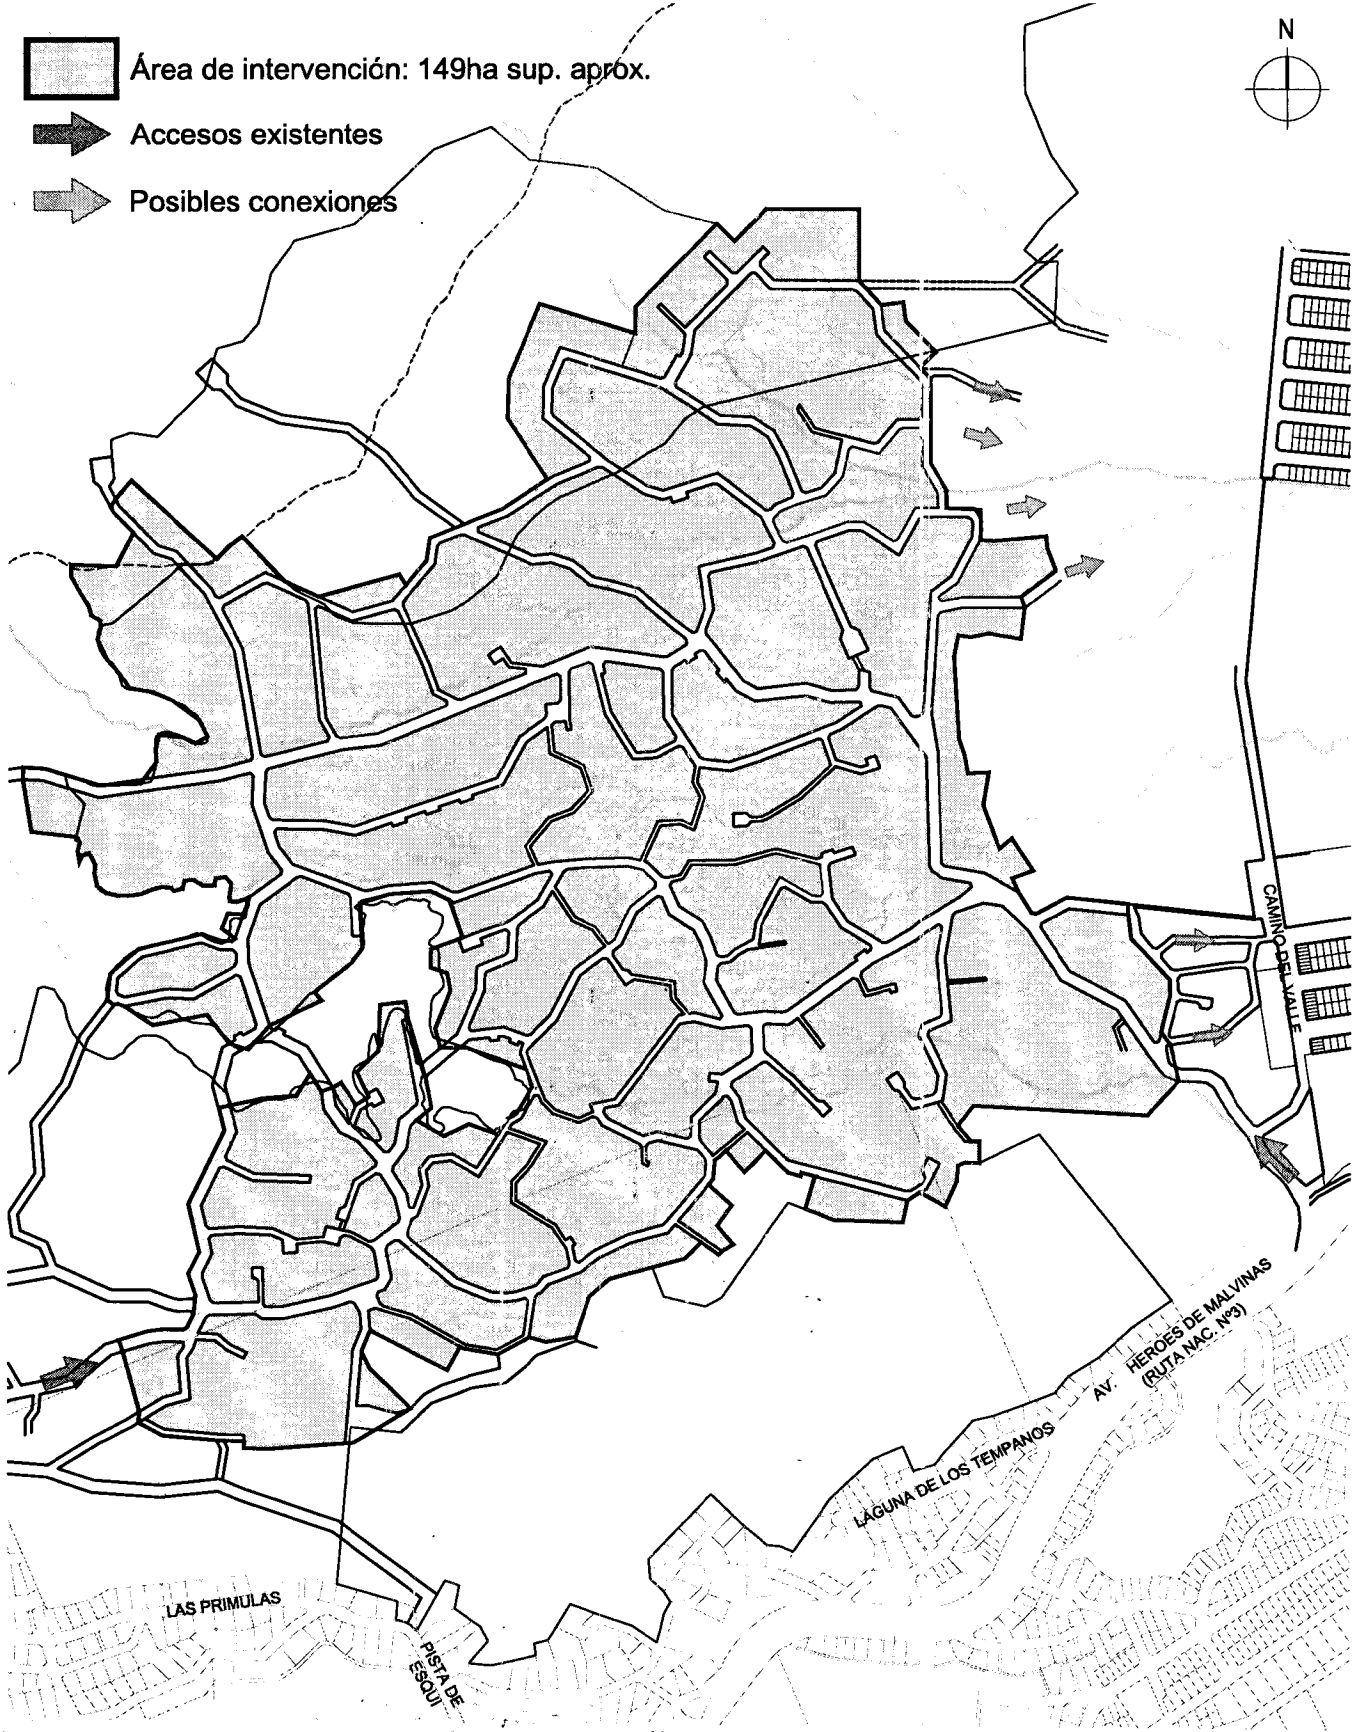 N
Área de intervención: 149ha sup. aprox.
Accesos existentes
Posibles conexiones
CAMINO DEL VALLE
AV. HEROES DE MALVINAS
(RUTA NAC. Nº3)
LAGUNA DE LOS TEMPANOS
LAS PRIMULAS
PISTA DE
ESQUI